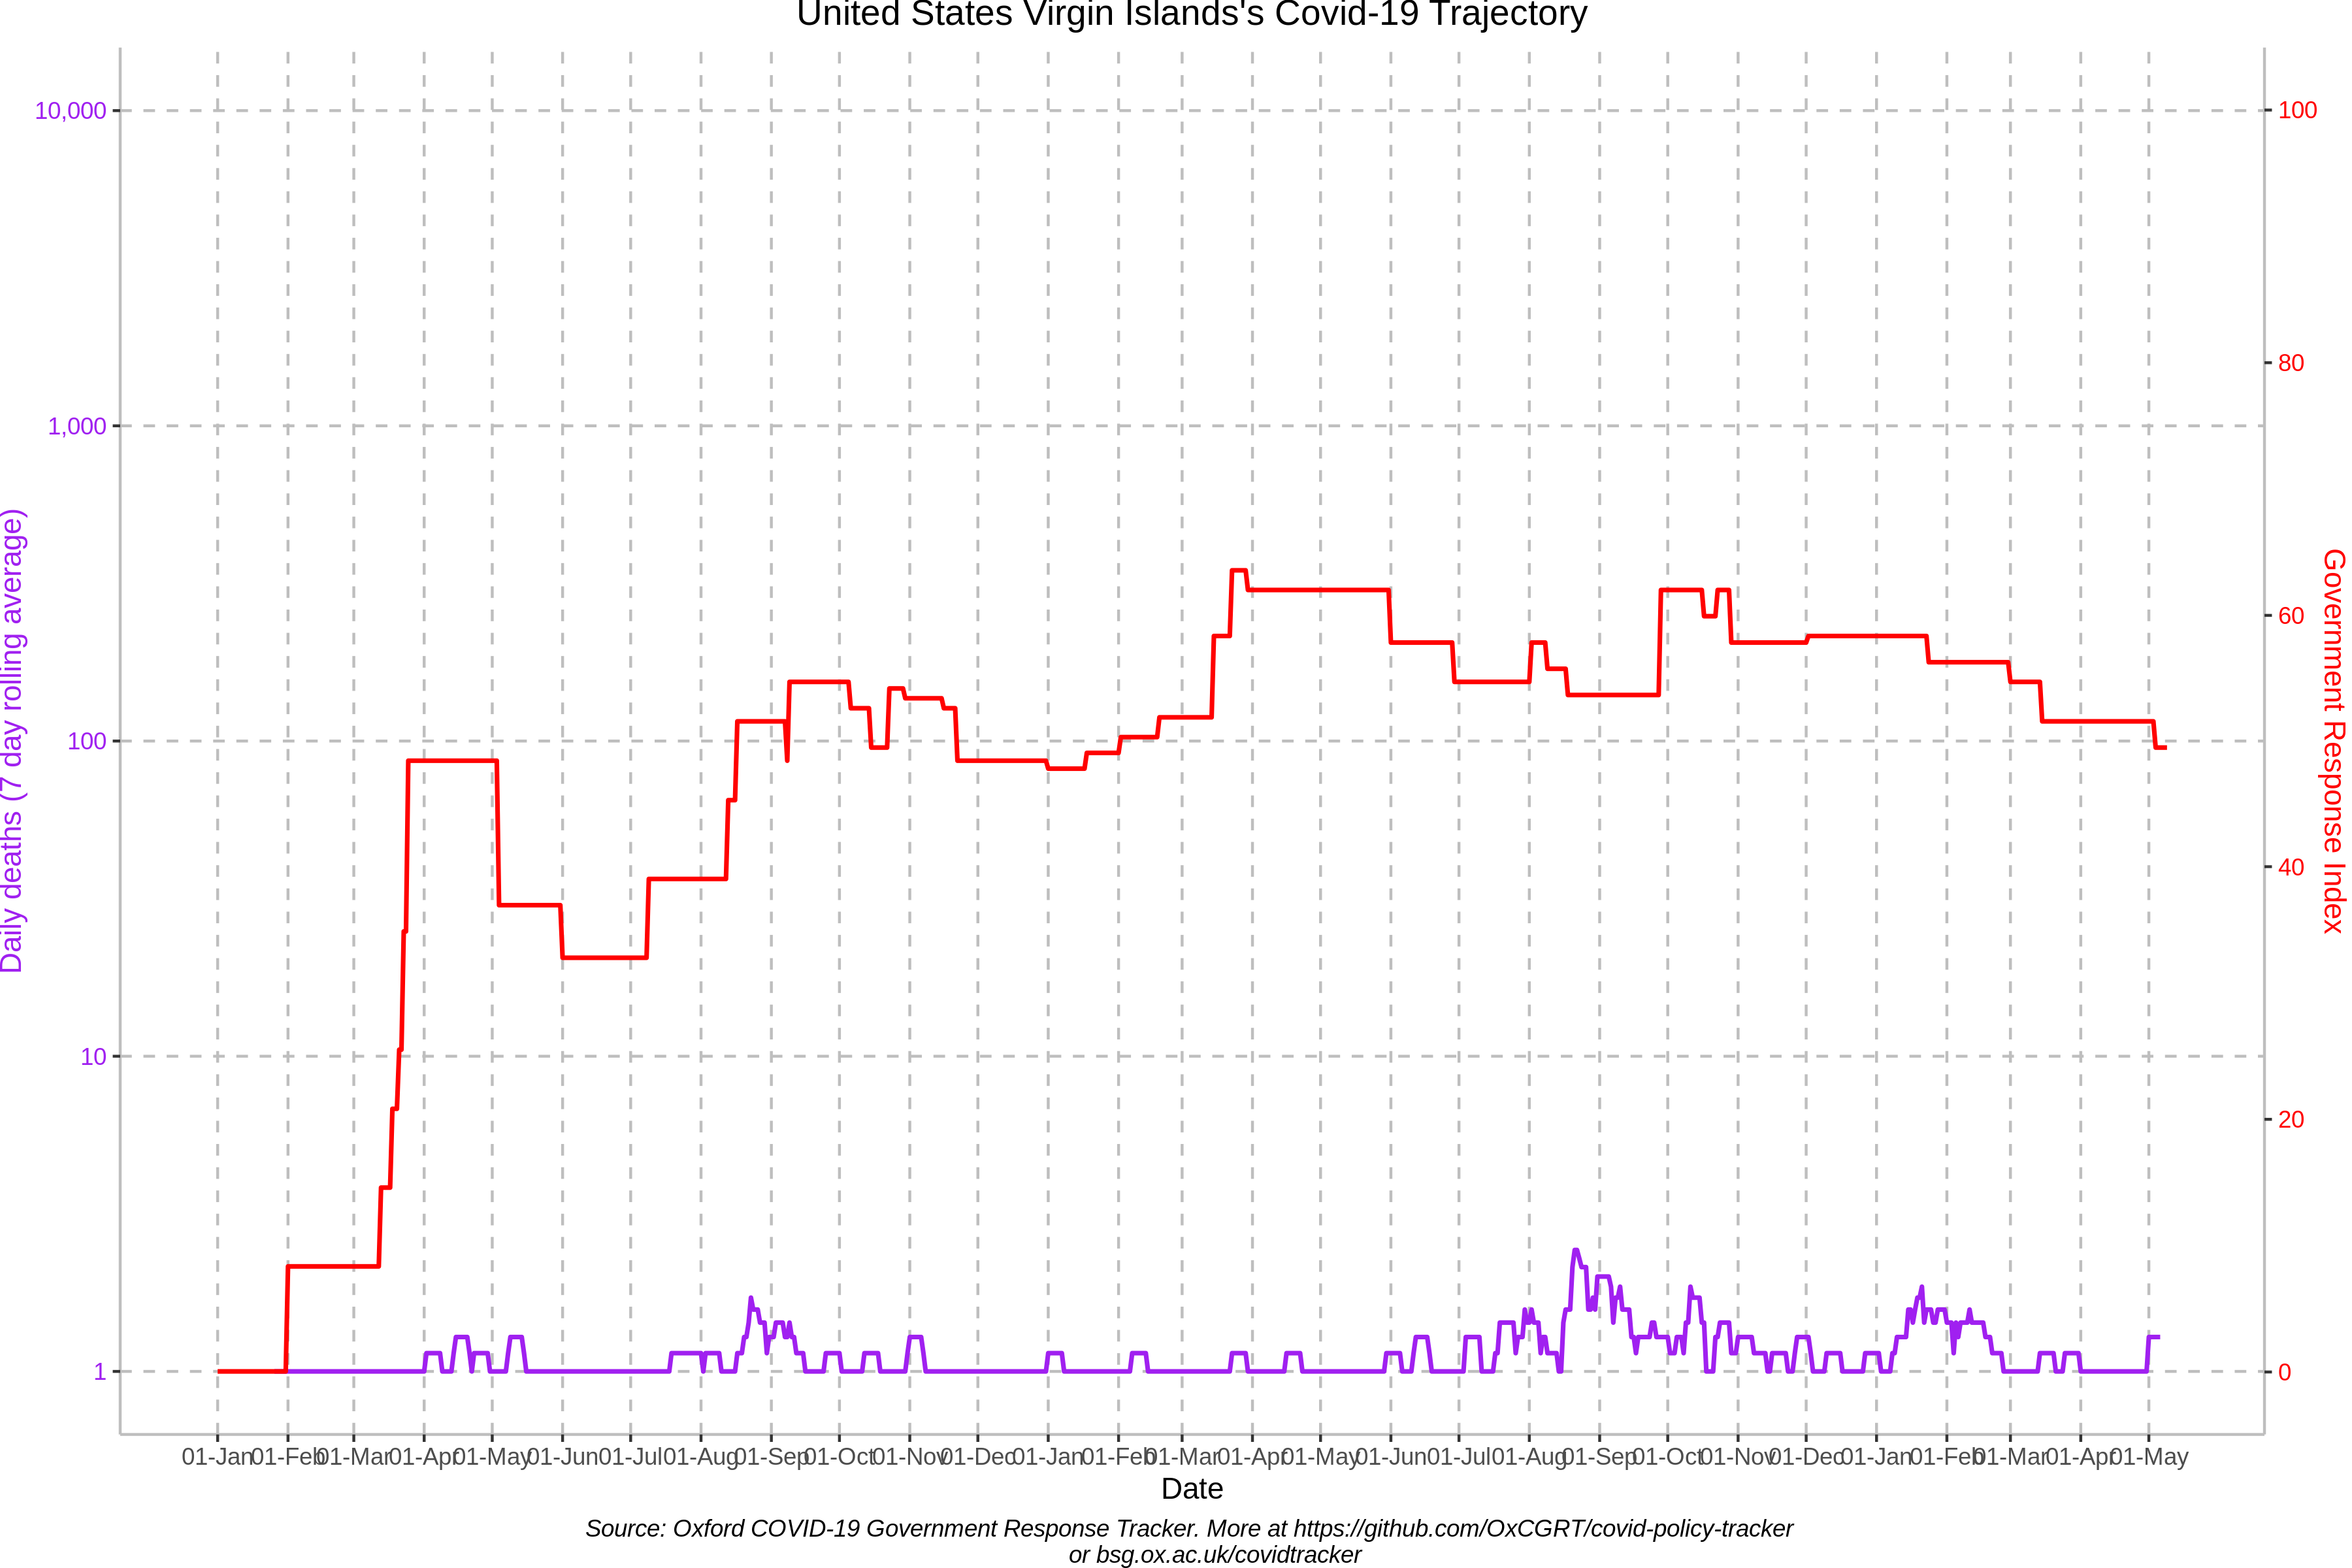 United States Virgin Islands's Covid-19 Trajectory
Daily deaths (7 day rolling average)
10,000
1,000
100
10
1
100
80
60
40
20
0
Government Response Index
01-Jan 01-Feb 01-Mar 01-Apr 01-May 01-Jun 01-Jul 01-Aug 01-Sep 01-Oct 01-Nov 01-Dec 01-Jan 01-Feb 01-Mar 01-Apr 01-May 01-Jun 01-Jul 01-Aug 01-Sep 01-Oct 01-Nov 01-Dec 01-Jan 01-Feb 01-Mar 01-Apr 01-May
Date
Source: Oxford COVID-19 Government Response Tracker. More at https://github.com/OxCGRT/covid-policy-tracker
or bsg.ox.ac.uk/covidtracker